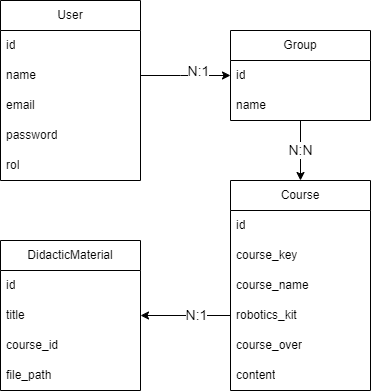 User
id
name
email
password
rol
N:1
Group
id
name
N:N
Course
id
course_key
course_name
robotics_kit
course_over
content
N:1
DidacticMaterial
id
title
course_id
file_path